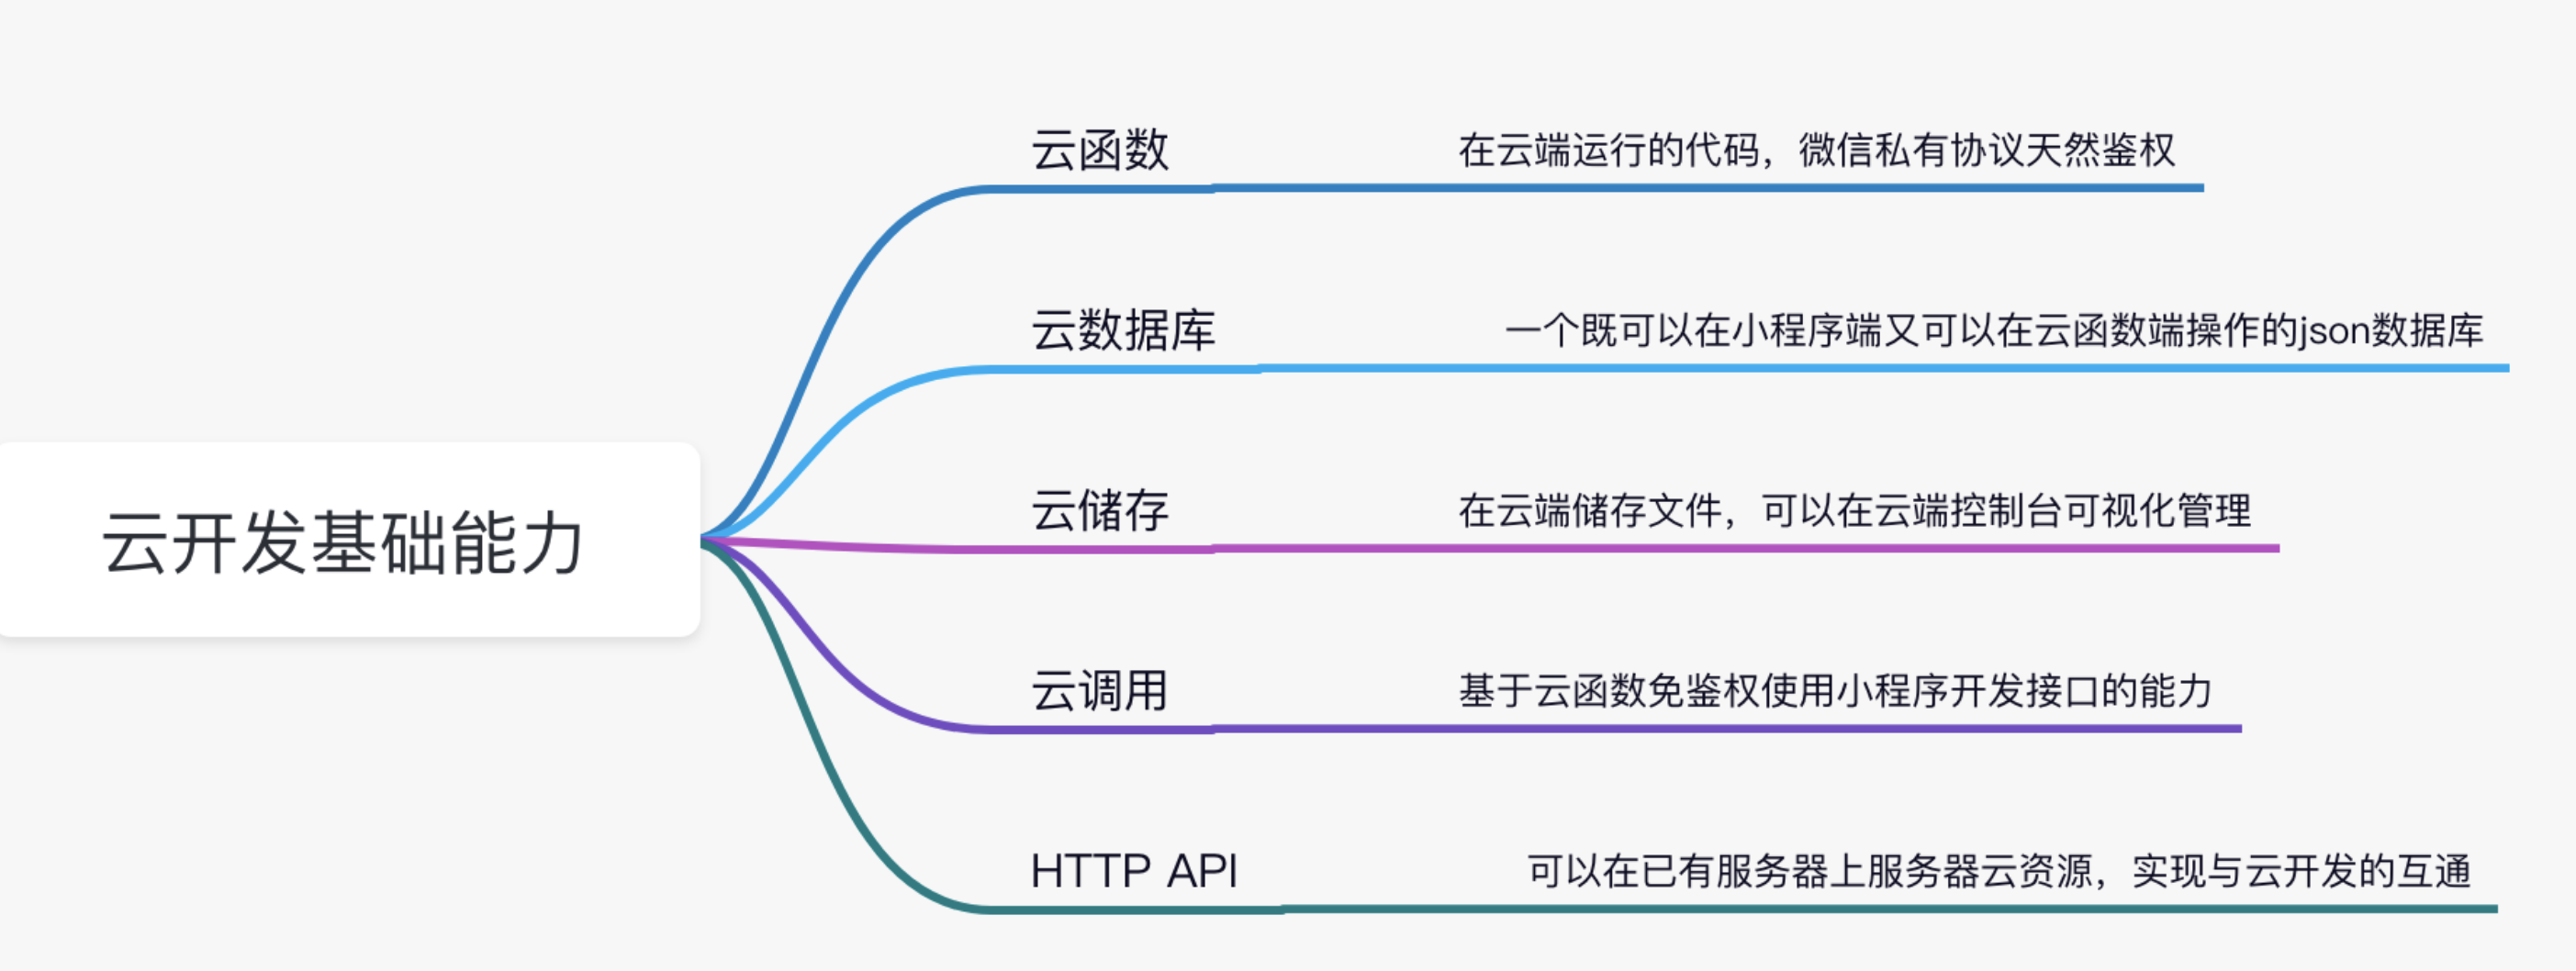 云开发基础能力
云函数
在云端运行的代码，微信私有协议天然鉴权
云数据库
一个既可以在小程序端又可以在云函数端操作的json数据库
云储存
在云端储存文件，可以在云端控制台可视化管理
云调用
基于云函数免鉴权使用小程序开发接口的能力
HTTP API
可以在已有服务器上服务器云资源，实现与云开发的互通